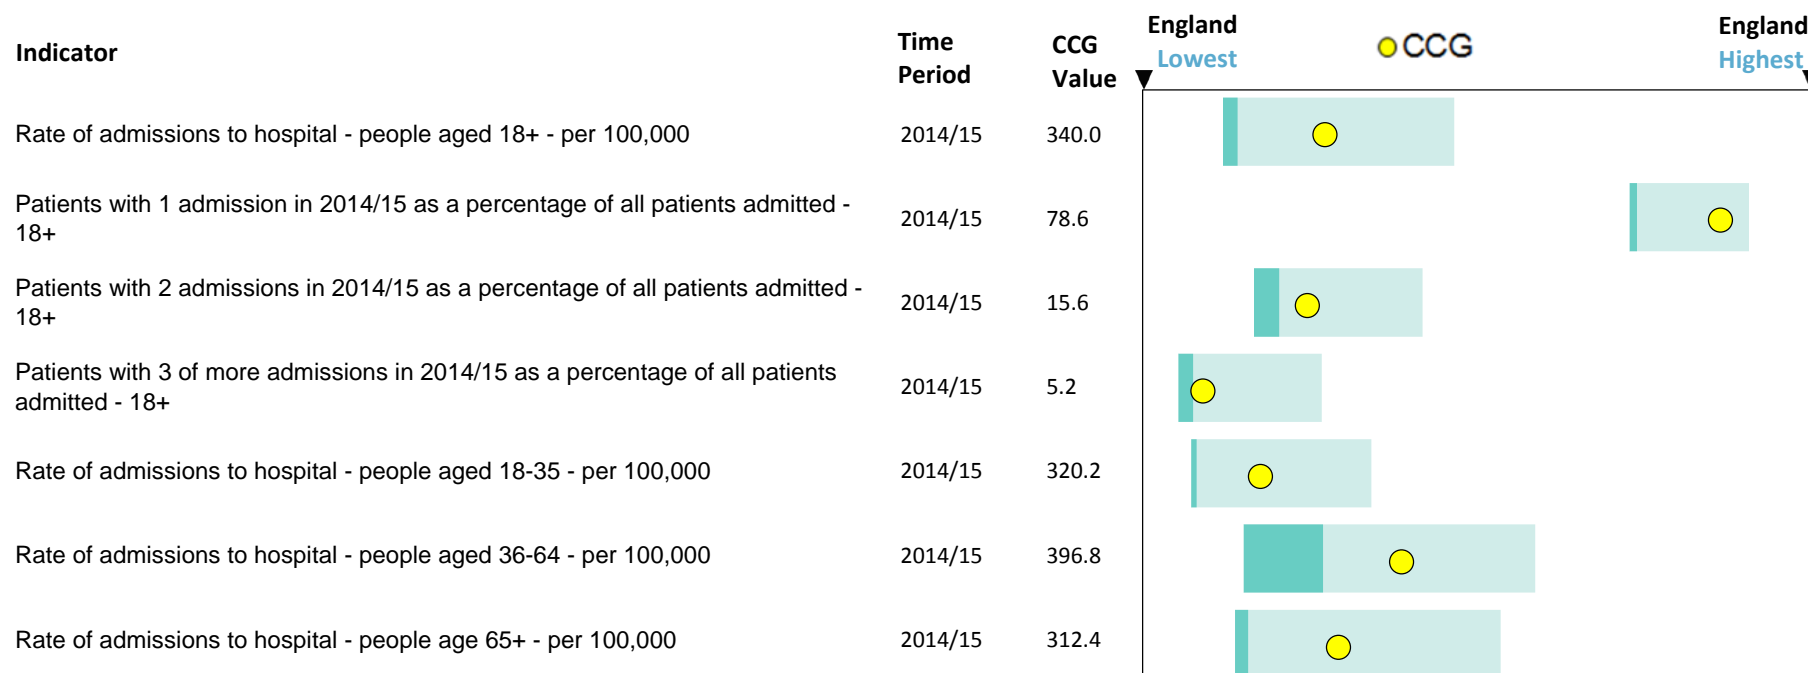 Indicator
Time
Period
CCG
Value
England
Lowest
CCG
England
Highest
Rate of admissions to hospital - people aged 18+ - per 100,000
2014/15
340.0
Patients with 1 admission in 2014/15 as a percentage of all patients admitted -
18+
2014/15
78.6
Patients with 2 admissions in 2014/15 as a percentage of all patients admitted -
18+
2014/15
15.6
Patients with 3 of more admissions in 2014/15 as a percentage of all patients
admitted - 18+
2014/15
5.2
Rate of admissions to hospital - people aged 18-35 - per 100,000
2014/15
320.2
Rate of admissions to hospital - people aged 36-64 - per 100,000
2014/15
396.8
Rate of admissions to hospital - people age 65+ - per 100,000
2014/15
312.4